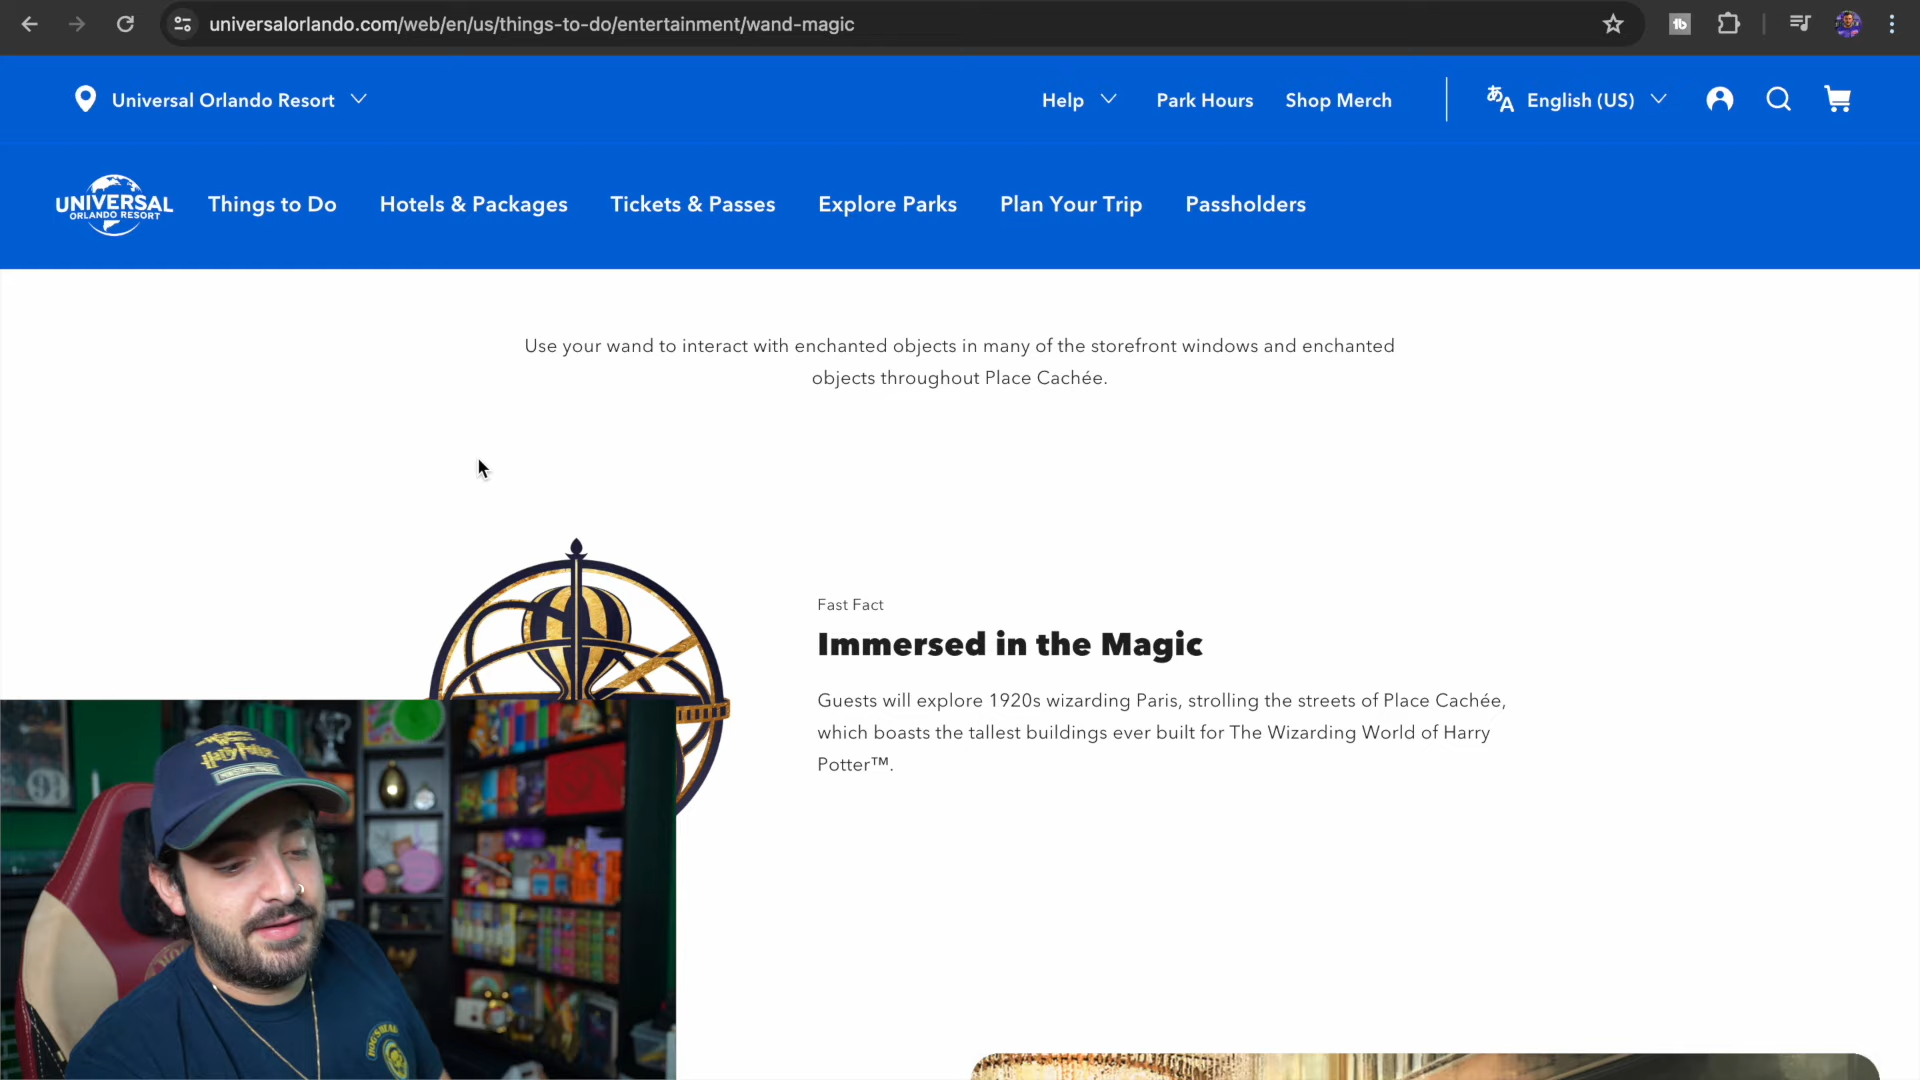 universalorlando.com/web/en/us/things-to-do/entertainment/wand-magic
Universal Orlando Resort
Help
Park Hours
Shop Merch
English (US)
UNIVERSAL
ORLANDO RESORT
Things to Do
Hotels & Packages
Tickets & Passes
Explore Parks
Plan Your Trip
Passholders
Use your wand to interact with enchanted objects in many of the storefront windows and enchanted
objects throughout Place Cachée.
Fast Fact
Immersed in the Magic
Guests will explore 1920s wizarding Paris, strolling the streets of Place Cachée,
which boasts the tallest buildings ever built for The Wizarding World of Harry
Potter™.
Harry Potter